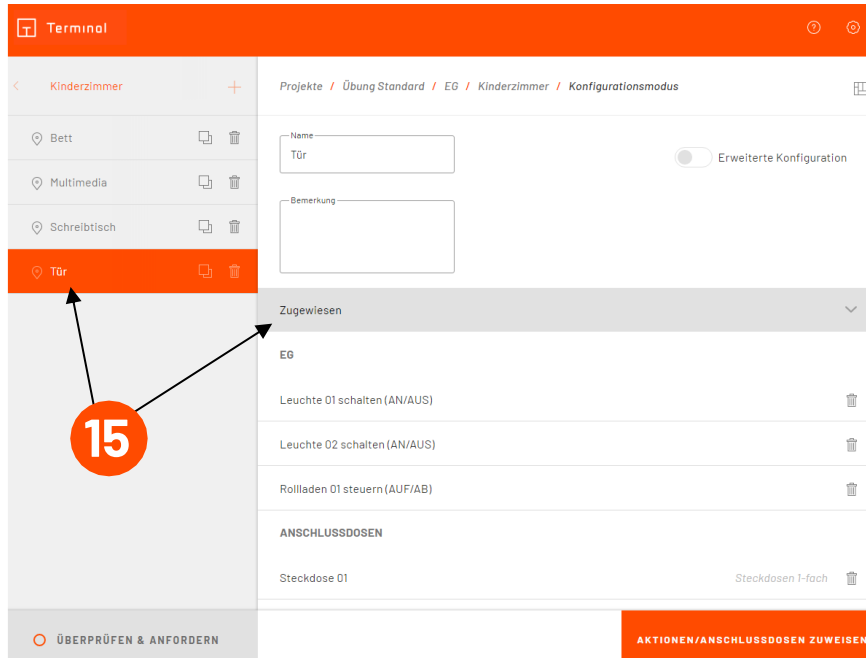 Terminal
Kinderzimmer
Projekte / Übung Standard / EG / Kinderzimmer / Konfigurationsmodus
Bett
Multimedia
Schreibtisch
Tür
Name
Tür
Erweiterte Konfiguration
Bemerkung
Zugewiesen
EG
Leuchte 01 schalten (AN/AUS)
Leuchte 02 schalten (AN/AUS)
Rollladen 01 steuern (AUF/AB)
ANSCHLUSSDOSEN
Steckdose 01 Steckdosen 1-fach
15
ÜBERPRÜFEN & ANFORDERN
AKTIONEN/ANSCHLUSSDOSEN ZUWEISEN